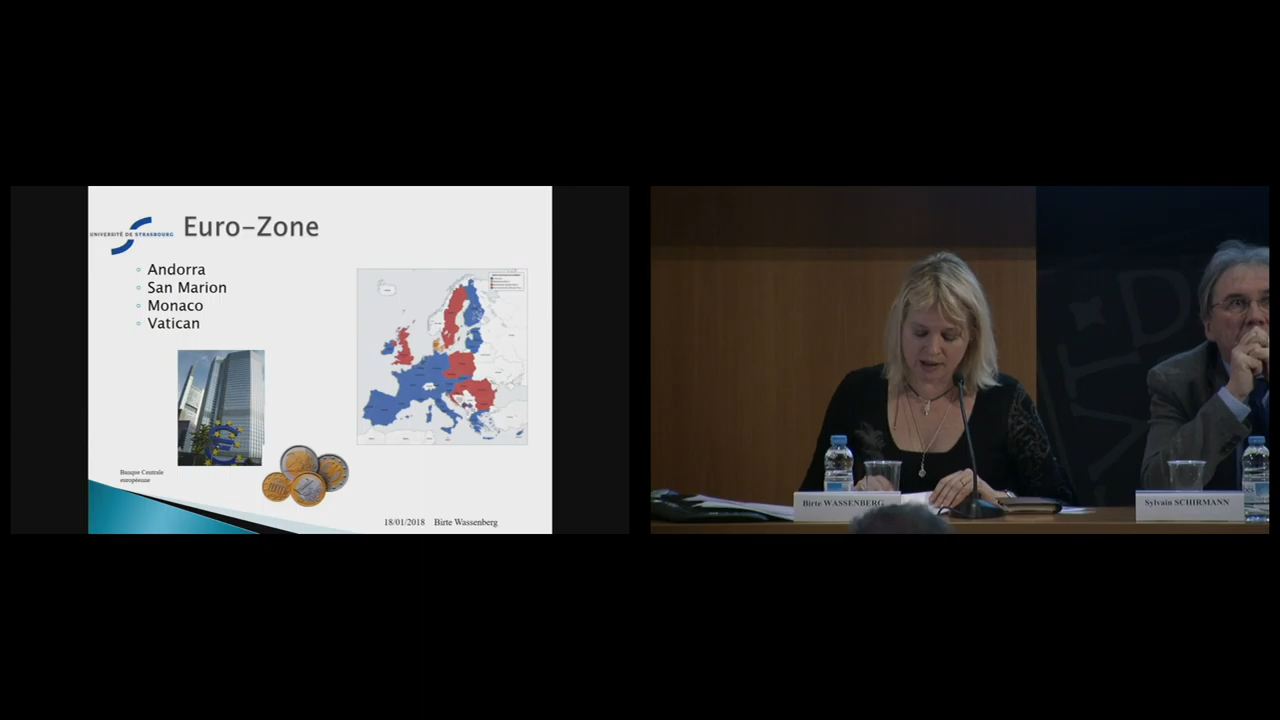 UNIVERSITÉ DE STRASBOURG
Euro-Zone
Andorra
San Marion
Monaco
Vatican
Banque Centrale
européenne
18/01/2018 Birte Wassenberg
Birte WASSENBERG
Sylvain SCHIRMANN